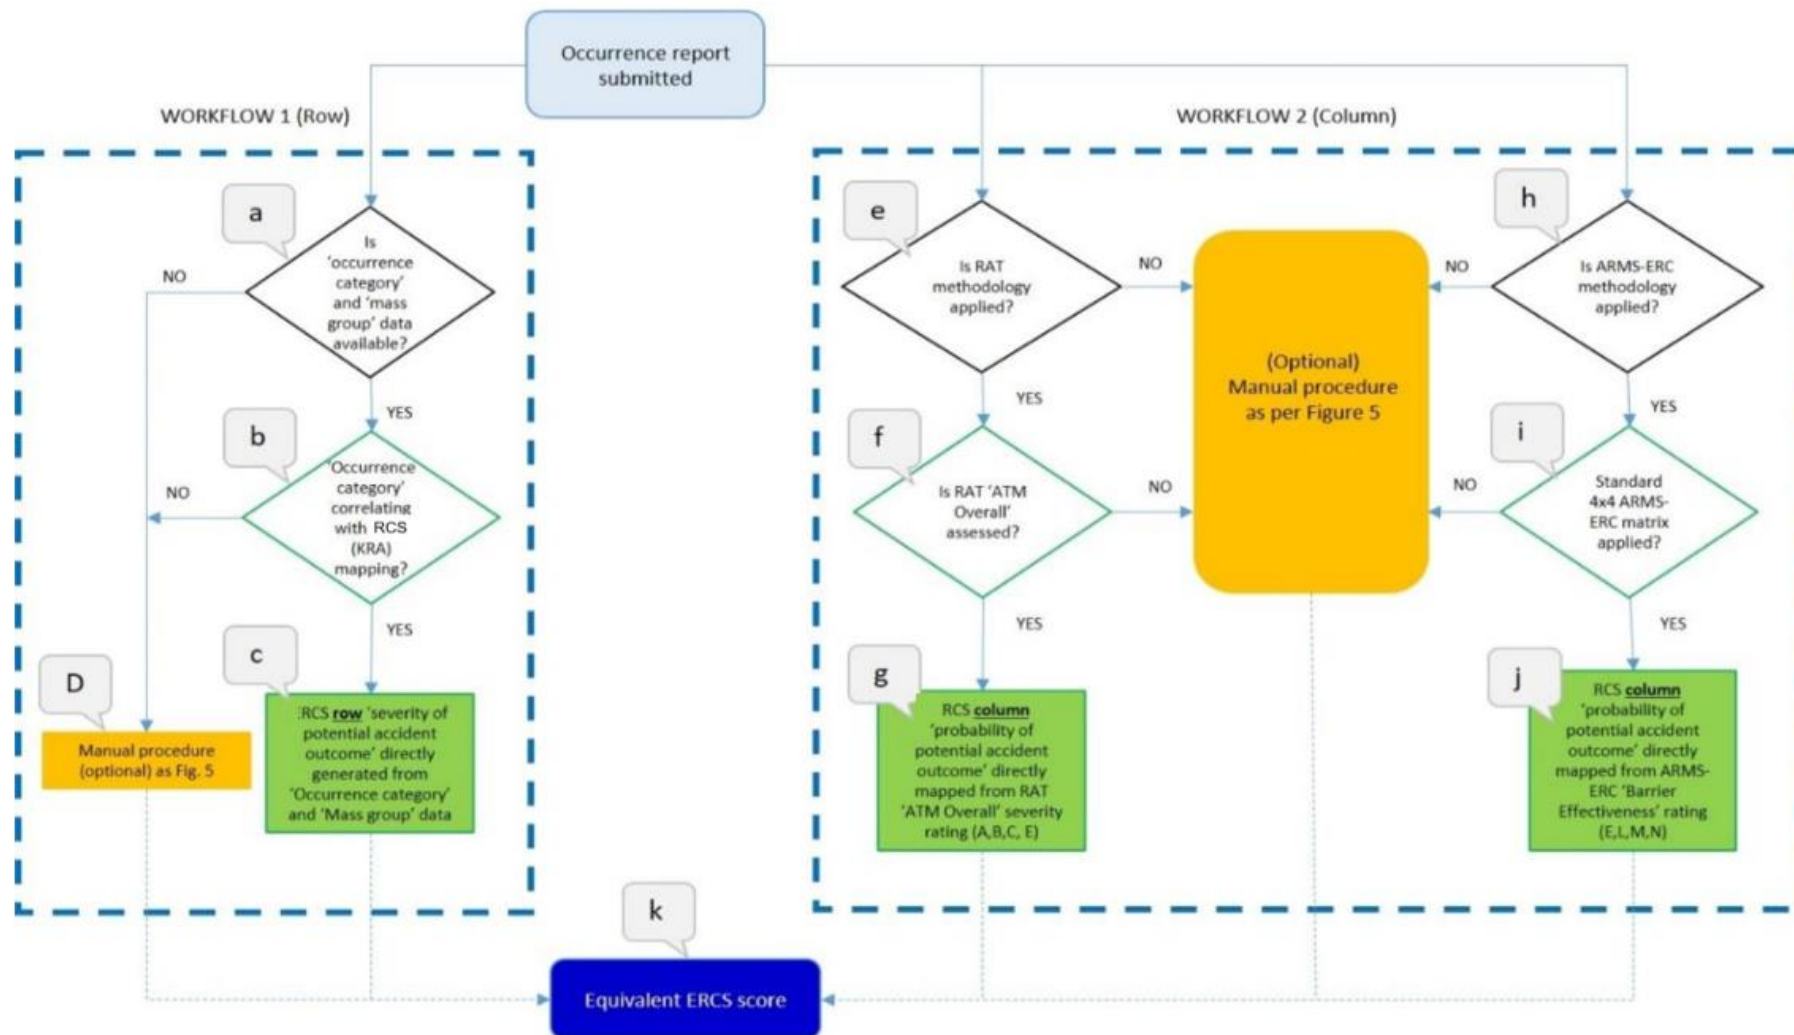 Occurrence report
submitted
WORKFLOW 1 (Row)
WORKFLOW 2 (Column)
a
Is
'occurrence
category'
and 'mass
group' data
available?
NO
YES
b
'Occurrence
category'
correlating
with RCS
(KRA)
mapping?
NO
YES
c
ERCS row 'severity of
potential accident
outcome' directly
generated from
'Occurrence category'
and 'Mass group' data
D
Manual procedure
(optional) as Fig. 5
e
Is RAT
methodology
applied?
NO
YES
f
Is RAT 'ATM
Overall'
assessed?
NO
YES
g
RCS column
'probability of
potential accident
outcome' directly
mapped from RAT
'ATM Overall' severity
rating (A,B,C, E)
(Optional)
Manual procedure
as per Figure 5
h
Is ARMS-ERC
methodology
applied?
NO
YES
i
Standard
4x4 ARMS-
ERC matrix
applied?
NO
YES
j
RCS column
'probability of
potential accident
outcome' directly
mapped from ARMS-
ERC 'Barrier
Effectiveness' rating
(E,L,M,N)
k
Equivalent ERCS score